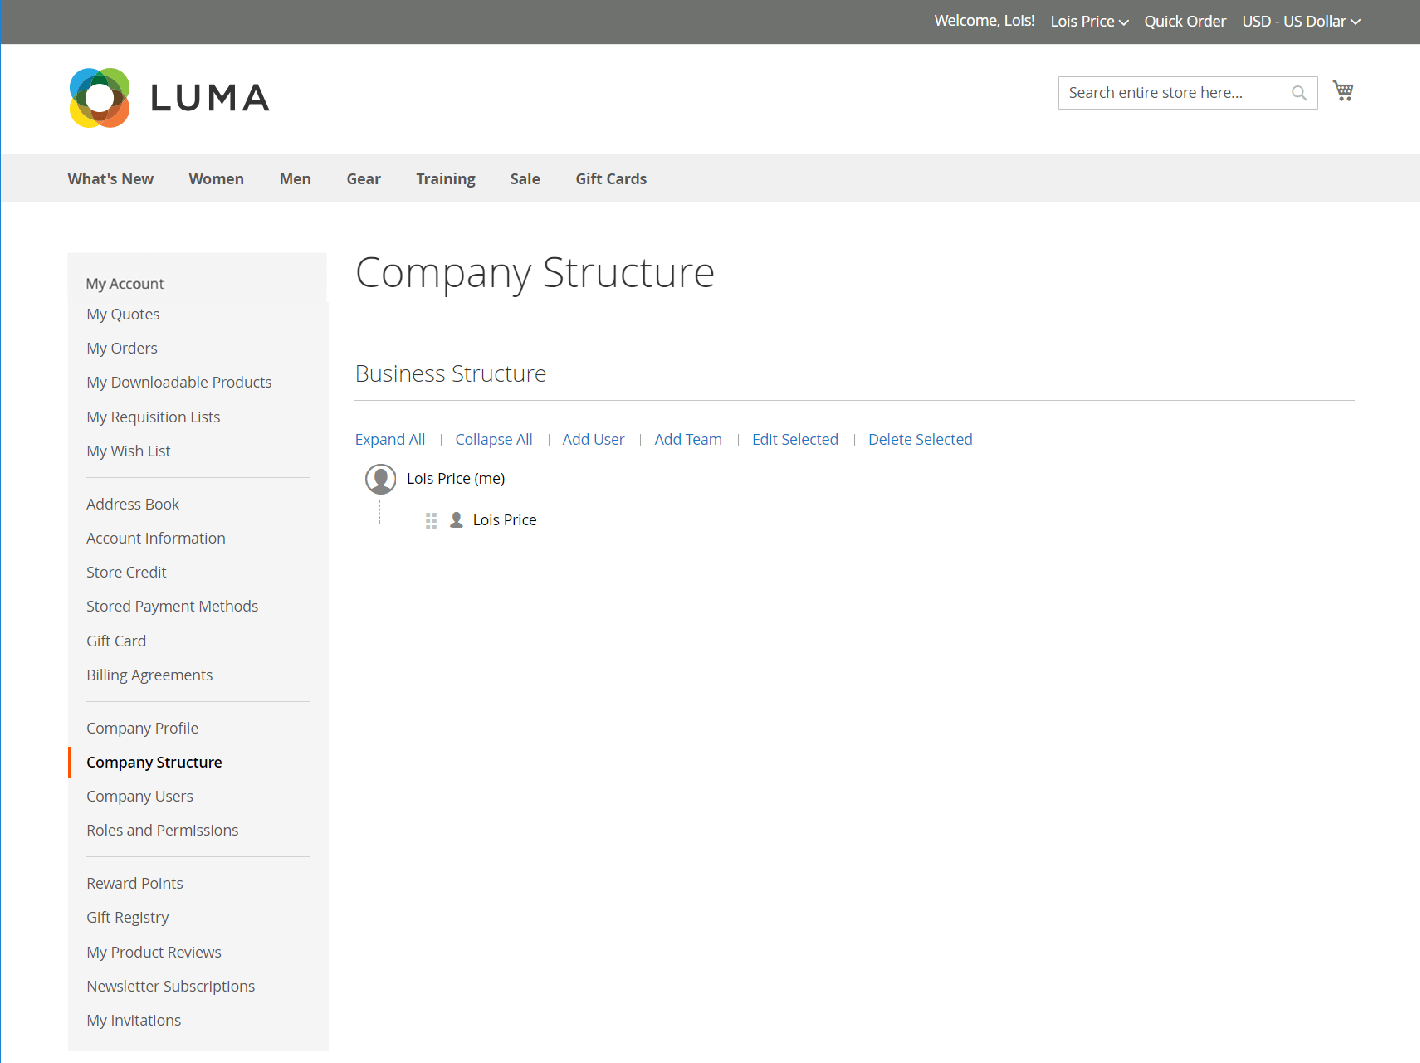 Welcome, Lois! Lois Price Quick Order USD - US Dollar
LUMA
Search entire store here...
What's New Women Men Gear Training Sale Gift Cards
My Account
My Quotes
My Orders
My Downloadable Products
My Requisition Lists
My Wish List
Address Book
Account Information
Store Credit
Stored Payment Methods
Gift Card
Billing Agreements
Company Profile
Company Structure
Company Users
Roles and Permissions
Reward Points
Gift Registry
My Product Reviews
Newsletter Subscriptions
My Invitations
Company Structure
Business Structure
Expand All | Collapse All | Add User | Add Team | Edit Selected | Delete Selected
Lois Price (me)
Lois Price